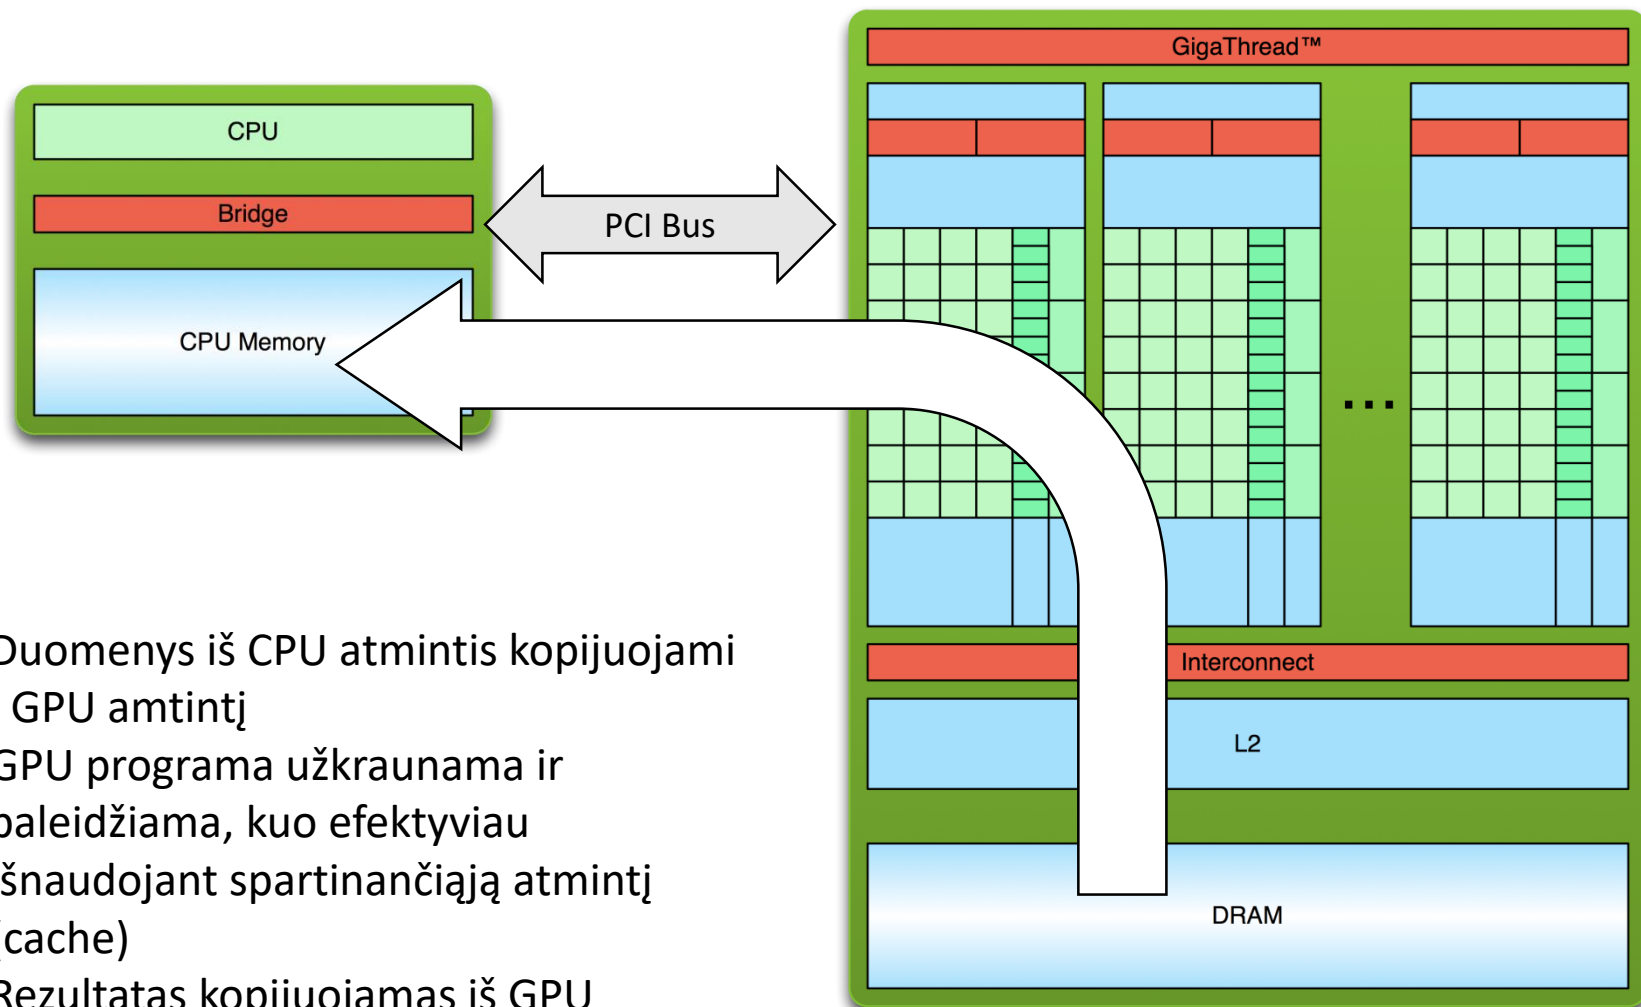 GigaThread™
CPU
Bridge
PCI Bus
CPU Memory
...
Duomenys iš CPU atmintis kopijuojami
GPU amtintį
GPU programa užkraunama ir
paleidžiama, kuo efektyviau
išnaudojant spartinančiąją atmintį
(cache)
Rezultatas kopijuojamas iš GPU
Interconnect
L2
DRAM